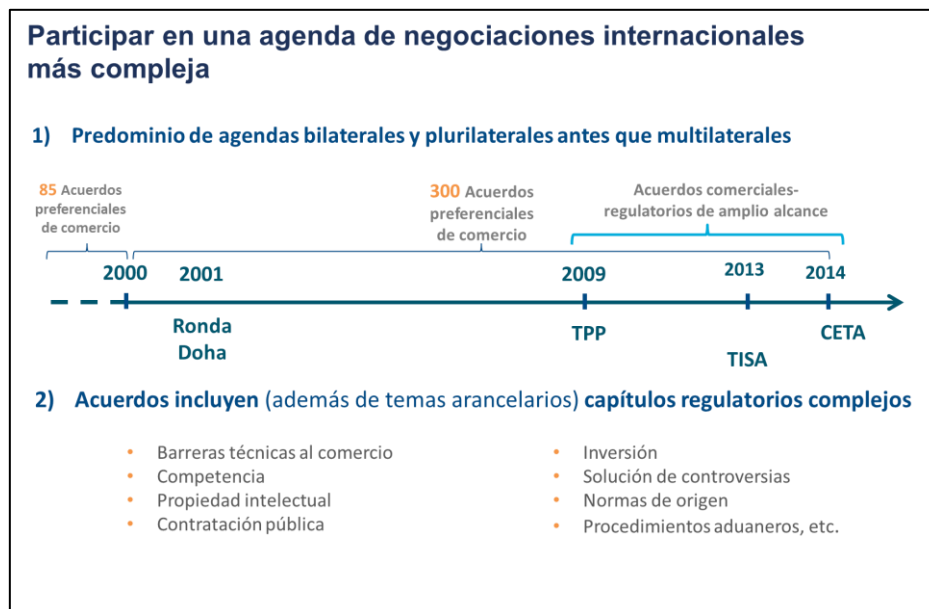 Participar en una agenda de negociaciones internacionales
más compleja
1) Predominio de agendas bilaterales y plurilaterales antes que multilaterales
85 Acuerdos
preferenciales
de comercio
300 Acuerdos
preferenciales
de comercio
Acuerdos comerciales-
regulatorios de amplio alcance
2000
2001
2009
2013
2014
Ronda
Doha
TPP
TISA
CETA
2) Acuerdos incluyen (además de temas arancelarios) capítulos regulatorios complejos
• Barreras técnicas al comercio
• Competencia
• Propiedad intelectual
• Contratación pública
• Inversión
• Solución de controversias
• Normas de origen
• Procedimientos aduaneros, etc.